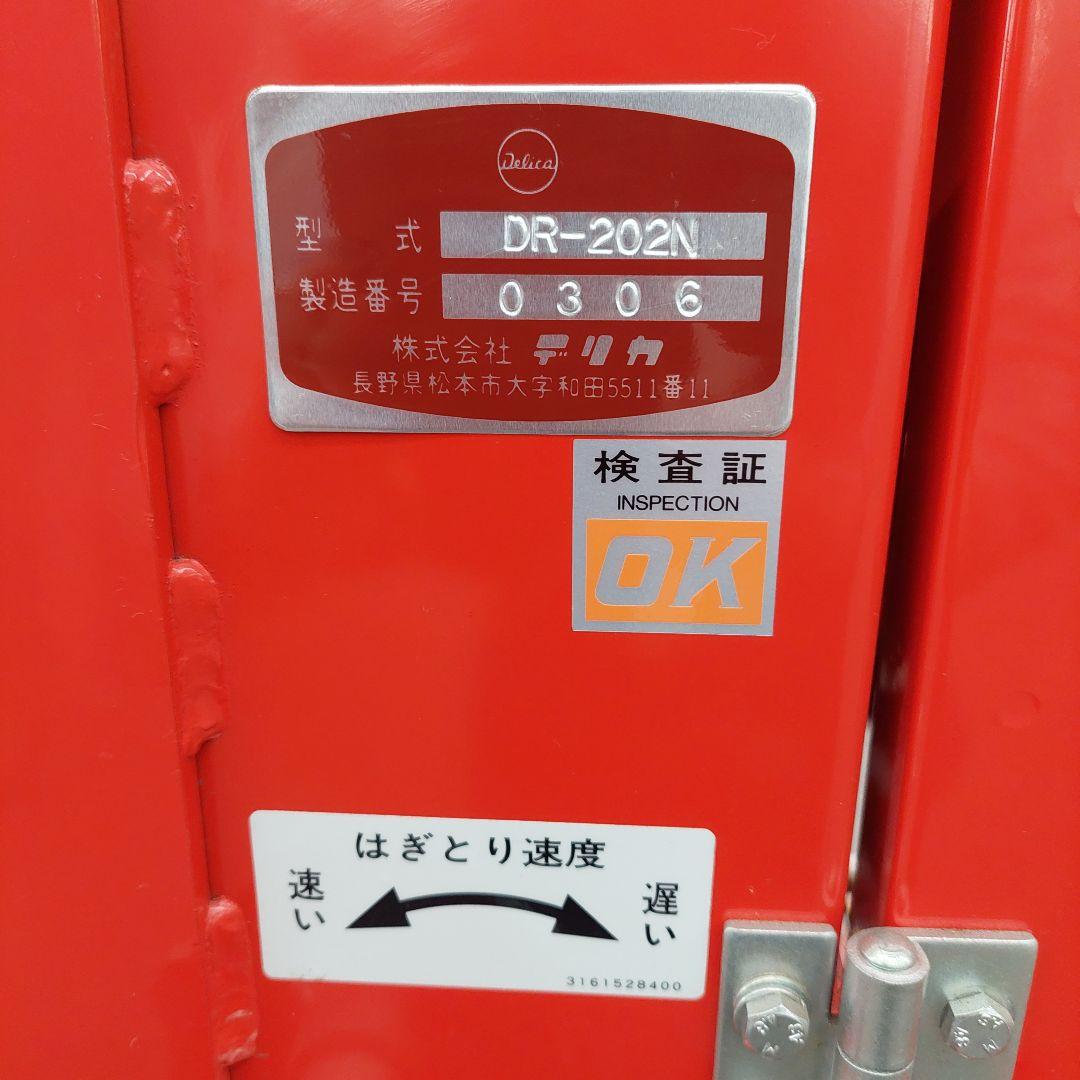 Delica
型式 DR-202N
製造番号 0306
株式会社 デリカ
長野県松本市大字和田5511番11
検査証
INSPECTION
OK
はぎとり速度
速い 遅い
3161528400